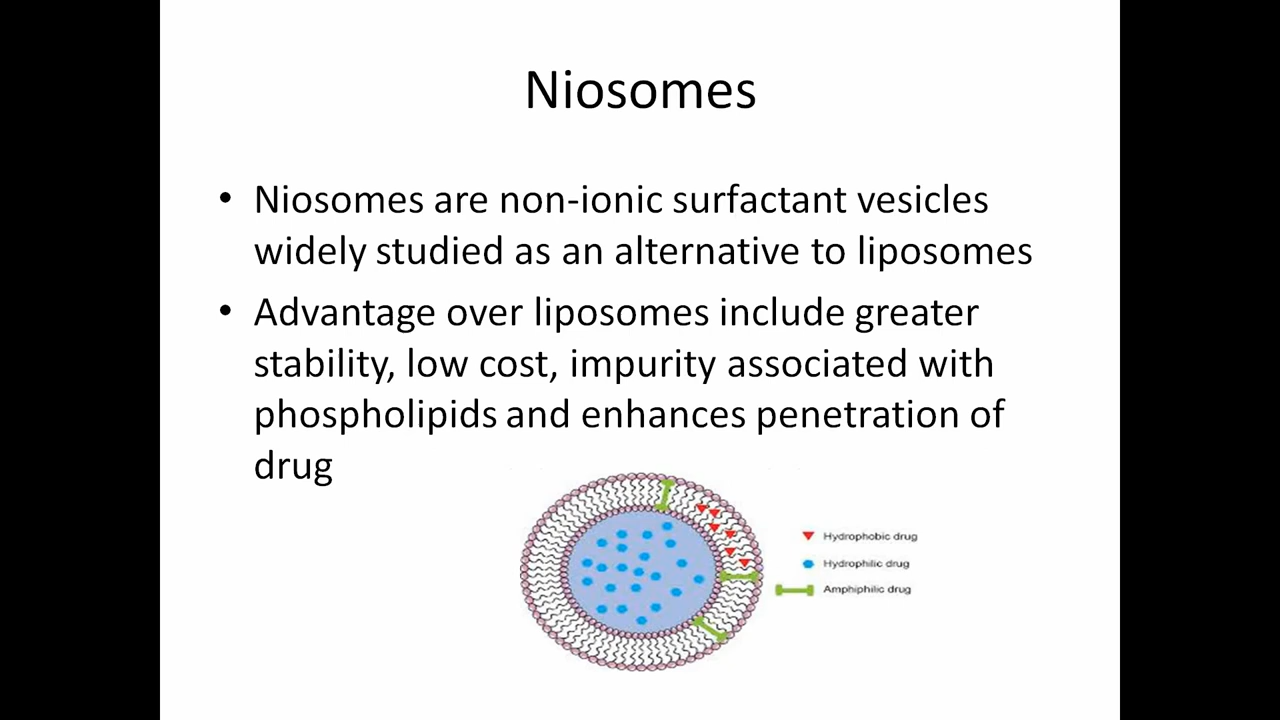 Niosomes
• Niosomes are non-ionic surfactant vesicles
widely studied as an alternative to liposomes
• Advantage over liposomes include greater
stability, low cost, impurity associated with
phospholipids and enhances penetration of
drug
Hydrophobic drug
Hydrophilic drug
Amphiphilic drug